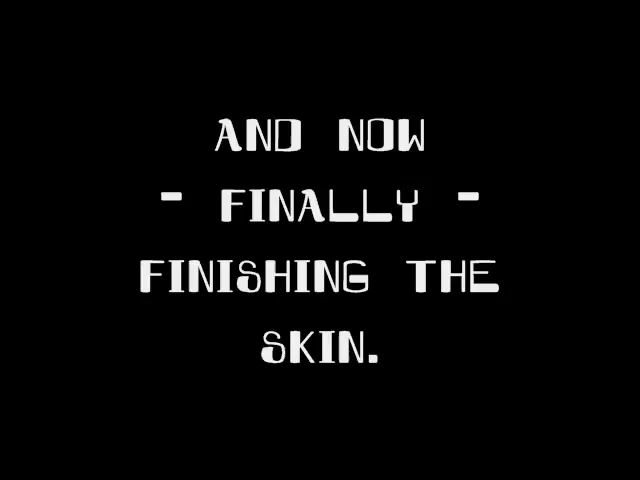 AND NOW
- FINALLY -
FINISHING THE
SKIN.